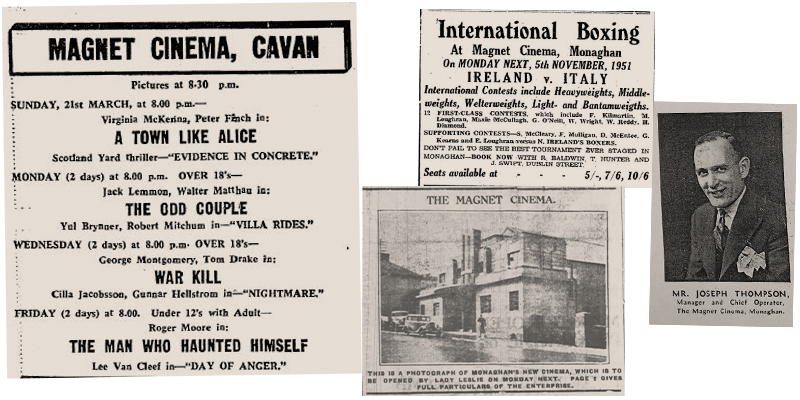 MAGNET CINEMA, CAVAN
Pictures at 8-30 p.m.
SUNDAY, 21st MARCH, at 8.00 p.m.—
Virginia McKenna, Peter Finch in:
A TOWN LIKE ALICE
Scotland Yard thriller—"EVIDENCE IN CONCRETE."
MONDAY (2 days) at 8.00 p.m. OVER 18's—
Jack Lemmon, Walter Matthau in:
THE ODD COUPLE
Yul Brynner, Robert Mitchum in—"VILLA RIDES."
WEDNESDAY (2 days) at 8.00 p.m. OVER 18's—
George Montgomery, Tom Drake in:
WAR KILL
Cilla Jacobsson, Gunnar Hellstrom in—"NIGHTMARE."
FRIDAY (2 days) at 8.00. Under 12's with Adult—
Roger Moore in:
THE MAN WHO HAUNTED HIMSELF
Lee Van Cleef in—"DAY OF ANGER."
International Boxing
At Magnet Cinema, Monaghan
On MONDAY NEXT, 5th NOVEMBER, 1951
IRELAND v. ITALY
International Contests include Heavyweights, Middle-
weights, Welterweights, Light- and Bantamweigths.
12 FIRST-CLASS CONTESTS, which include F. Kilmartin, M.
Loughran, Maxie McCullagh, G. O'Neill, W. Wright, W. Reddy, H.
Diamond.
SUPPORTING CONTESTS—S. McCleary, F. Mulligan, D. McEntee, G.
Kearns and E. Loughran versus N. IRELAND'S BOXERS.
DON'T FAIL TO SEE THE BEST TOURNAMENT EVER STAGED IN
MONAGHAN—BOOK NOW WITH R. BALDWIN, T. HUNTER AND
J. SWIFT, DUBLIN STREET.
Seats available at - - - 5/-, 7/6, 10/6
THE MAGNET CINEMA.
THIS IS A PHOTOGRAPH OF MONAGHAN'S NEW CINEMA, WHICH IS TO
BE OPENED BY LADY LESLIE ON MONDAY NEXT. PAGE GIVES
FULL PARTICULARS OF THE ENTERPRISE.
MR. JOSEPH THOMPSON,
Manager and Chief Operator,
The Magnet Cinema, Monaghan.